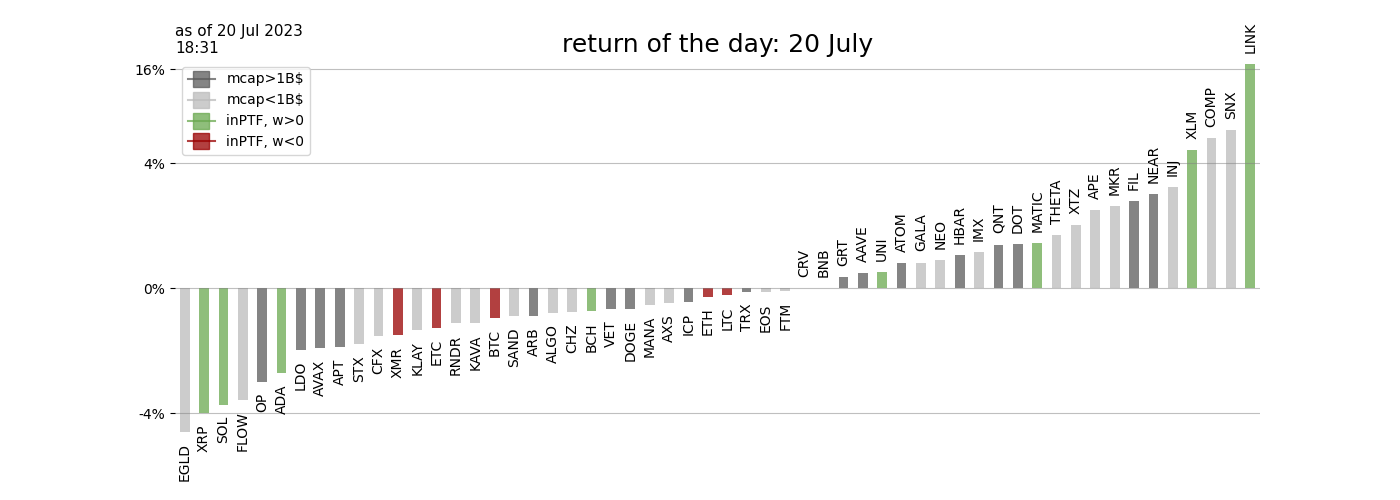 as of 20 Jul 2023
18:31
return of the day: 20 July
16%
4%
0%
-4%
mcap>1B$
mcap<1B$
inPTF, w>0
inPTF, w<0
EGLD
XRP
SOL
FLOW
OP
ADA
LDO
AVAX
APT
STX
CFX
XMR
KLAY
ETC
RNDR
KAVA
BTC
SAND
ARB
ALGO
CHZ
BCH
VET
DOGE
MANA
AXS
ICP
ETH
LTC
TRX
EOS
FTM
CRV
BNB
GRT
AAVE
UNI
ATOM
GALA
NEO
HBAR
IMX
QNT
DOT
MATIC
THETA
XTZ
APE
MKR
FIL
NEAR
INJ
XLM
COMP
SNX
LINK